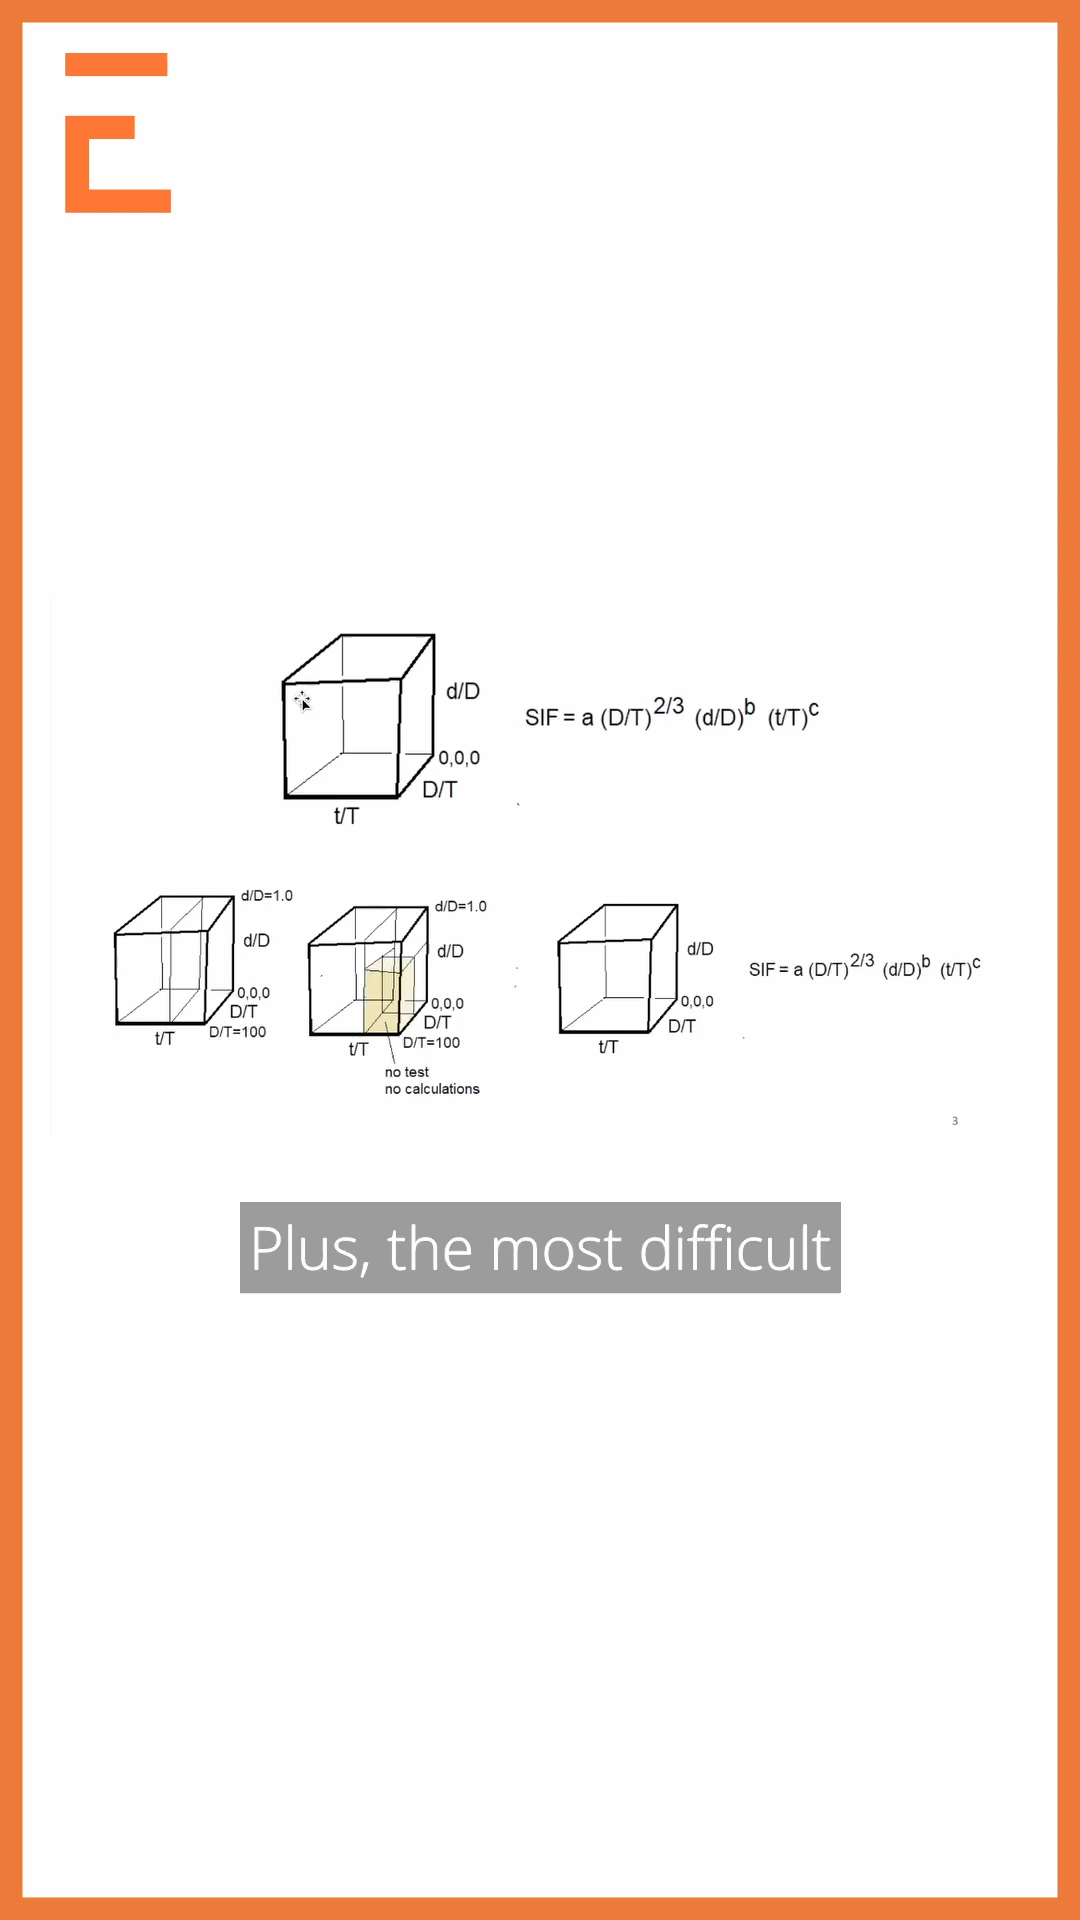 d/D
SIF = a (D/T)^2/3 (d/D)^b (t/T)^c
0,0,0
D/T
t/T
d/D=1.0
d/D
0,0,0
D/T
D/T=100
t/T
d/D=1.0
d/D
0,0,0
D/T
D/T=100
t/T
no test
no calculations
d/D
SIF = a (D/T)^2/3 (d/D)^b (t/T)^c
0,0,0
D/T
t/T
3
Plus, the most difficult